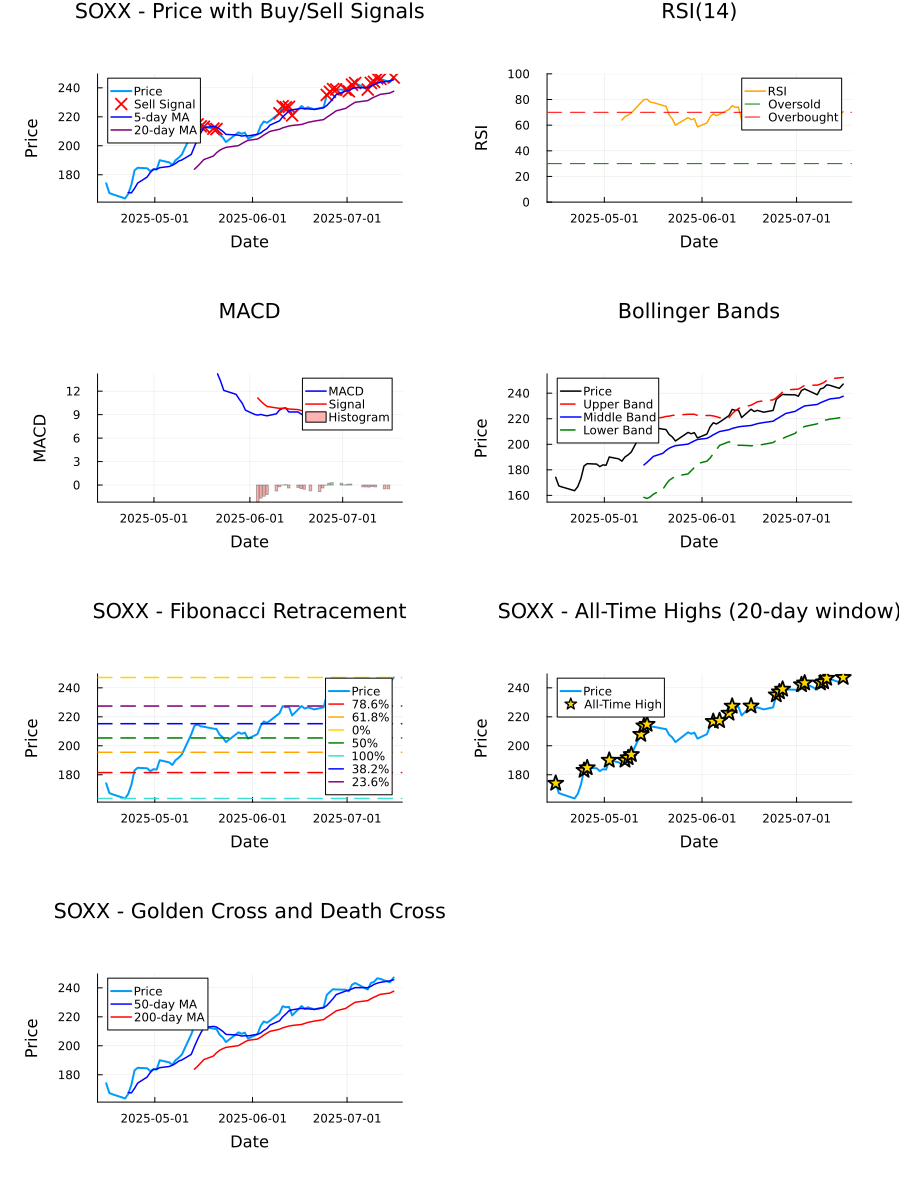 SOXX - Price with Buy/Sell Signals
Price
240
220
200
180
Price
Sell Signal
5-day MA
20-day MA
2025-05-01
2025-06-01
2025-07-01
Date
RSI(14)
RSI
100
80
60
40
20
0
RSI
Oversold
Overbought
2025-05-01
2025-06-01
2025-07-01
Date
MACD
MACD
12
9
6
3
0
MACD
Signal
Histogram
2025-05-01
2025-06-01
2025-07-01
Date
Bollinger Bands
Price
240
220
200
180
160
Price
Upper Band
Middle Band
Lower Band
2025-05-01
2025-06-01
2025-07-01
Date
SOXX - Fibonacci Retracement
Price
240
220
200
180
Price
78.6%
61.8%
0%
50%
100%
38.2%
23.6%
2025-05-01
2025-06-01
2025-07-01
Date
SOXX - All-Time Highs (20-day window)
Price
240
220
200
180
Price
All-Time High
2025-05-01
2025-06-01
2025-07-01
Date
SOXX - Golden Cross and Death Cross
Price
240
220
200
180
Price
50-day MA
200-day MA
2025-05-01
2025-06-01
2025-07-01
Date